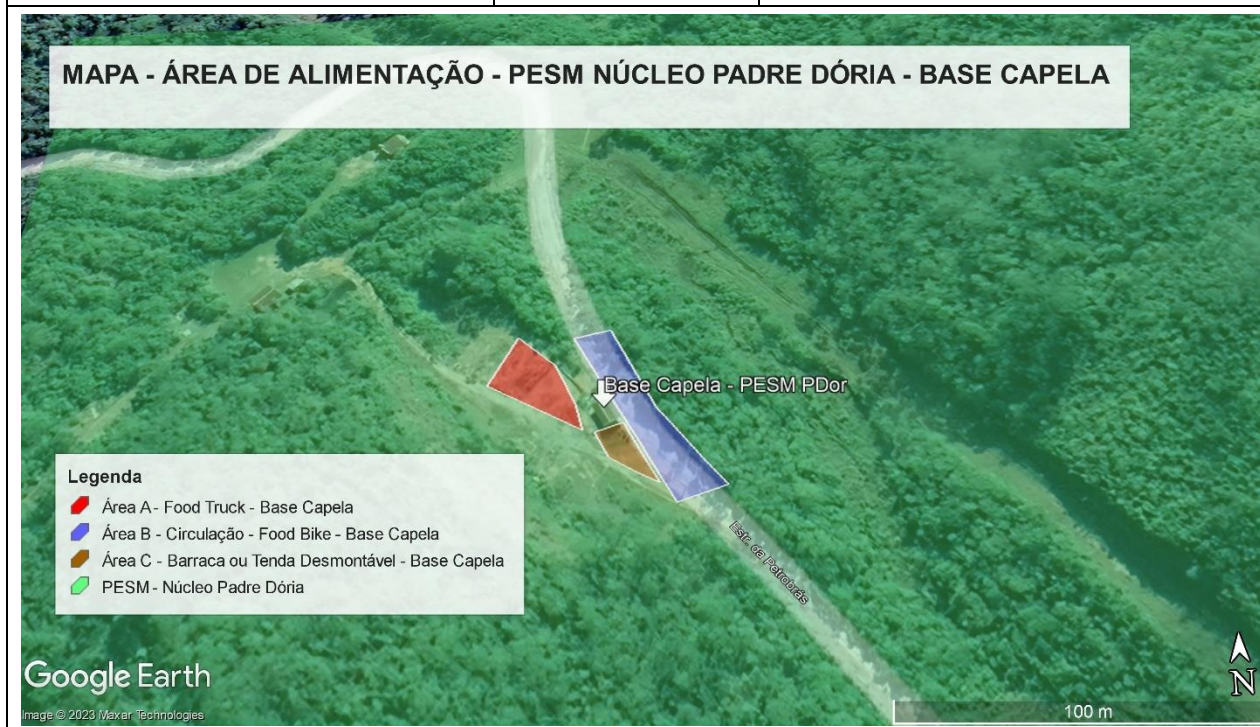 MAPA - ÁREA DE ALIMENTAÇÃO - PESM NÚCLEO PADRE DÓRIA - BASE CAPELA
Base Capela - PESM PDor
Legenda
Área A - Food Truck - Base Capela
Área B - Circulação - Food Bike - Base Capela
Área C - Barraca ou Tenda Desmontável - Base Capela
PESM - Núcleo Padre Dória
Estr. da Petrobrás
Google Earth
Image © 2023 Maxar Technologies
N
100 m